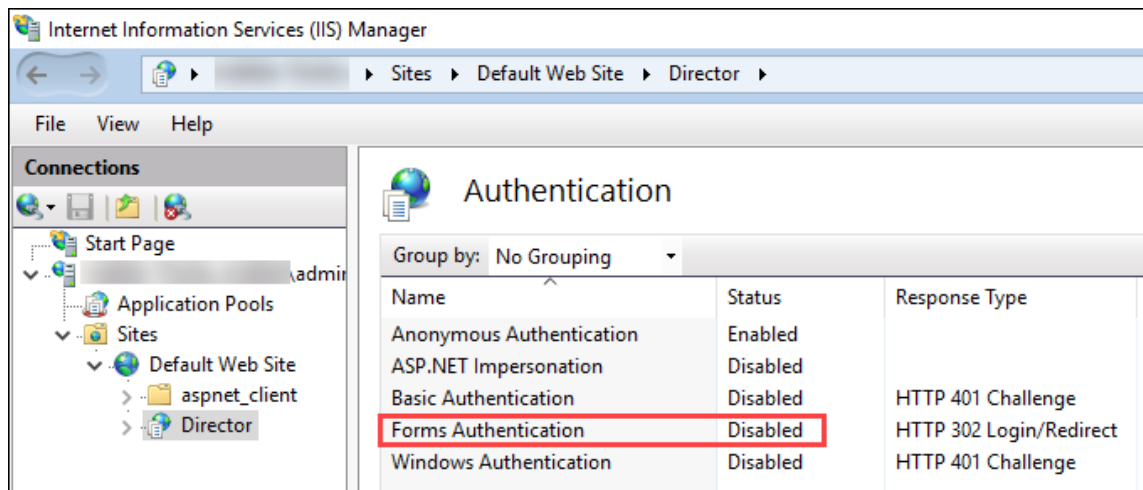 Internet Information Services (IIS) Manager
Sites Default Web Site Director
File View Help
Connections
Start Page
\admin
Application Pools
Sites
Default Web Site
aspnet_client
Director
Authentication
Group by: No Grouping
Name Status Response Type
Anonymous Authentication Enabled
ASP.NET Impersonation Disabled
Basic Authentication Disabled HTTP 401 Challenge
Forms Authentication Disabled HTTP 302 Login/Redirect
Windows Authentication Disabled HTTP 401 Challenge